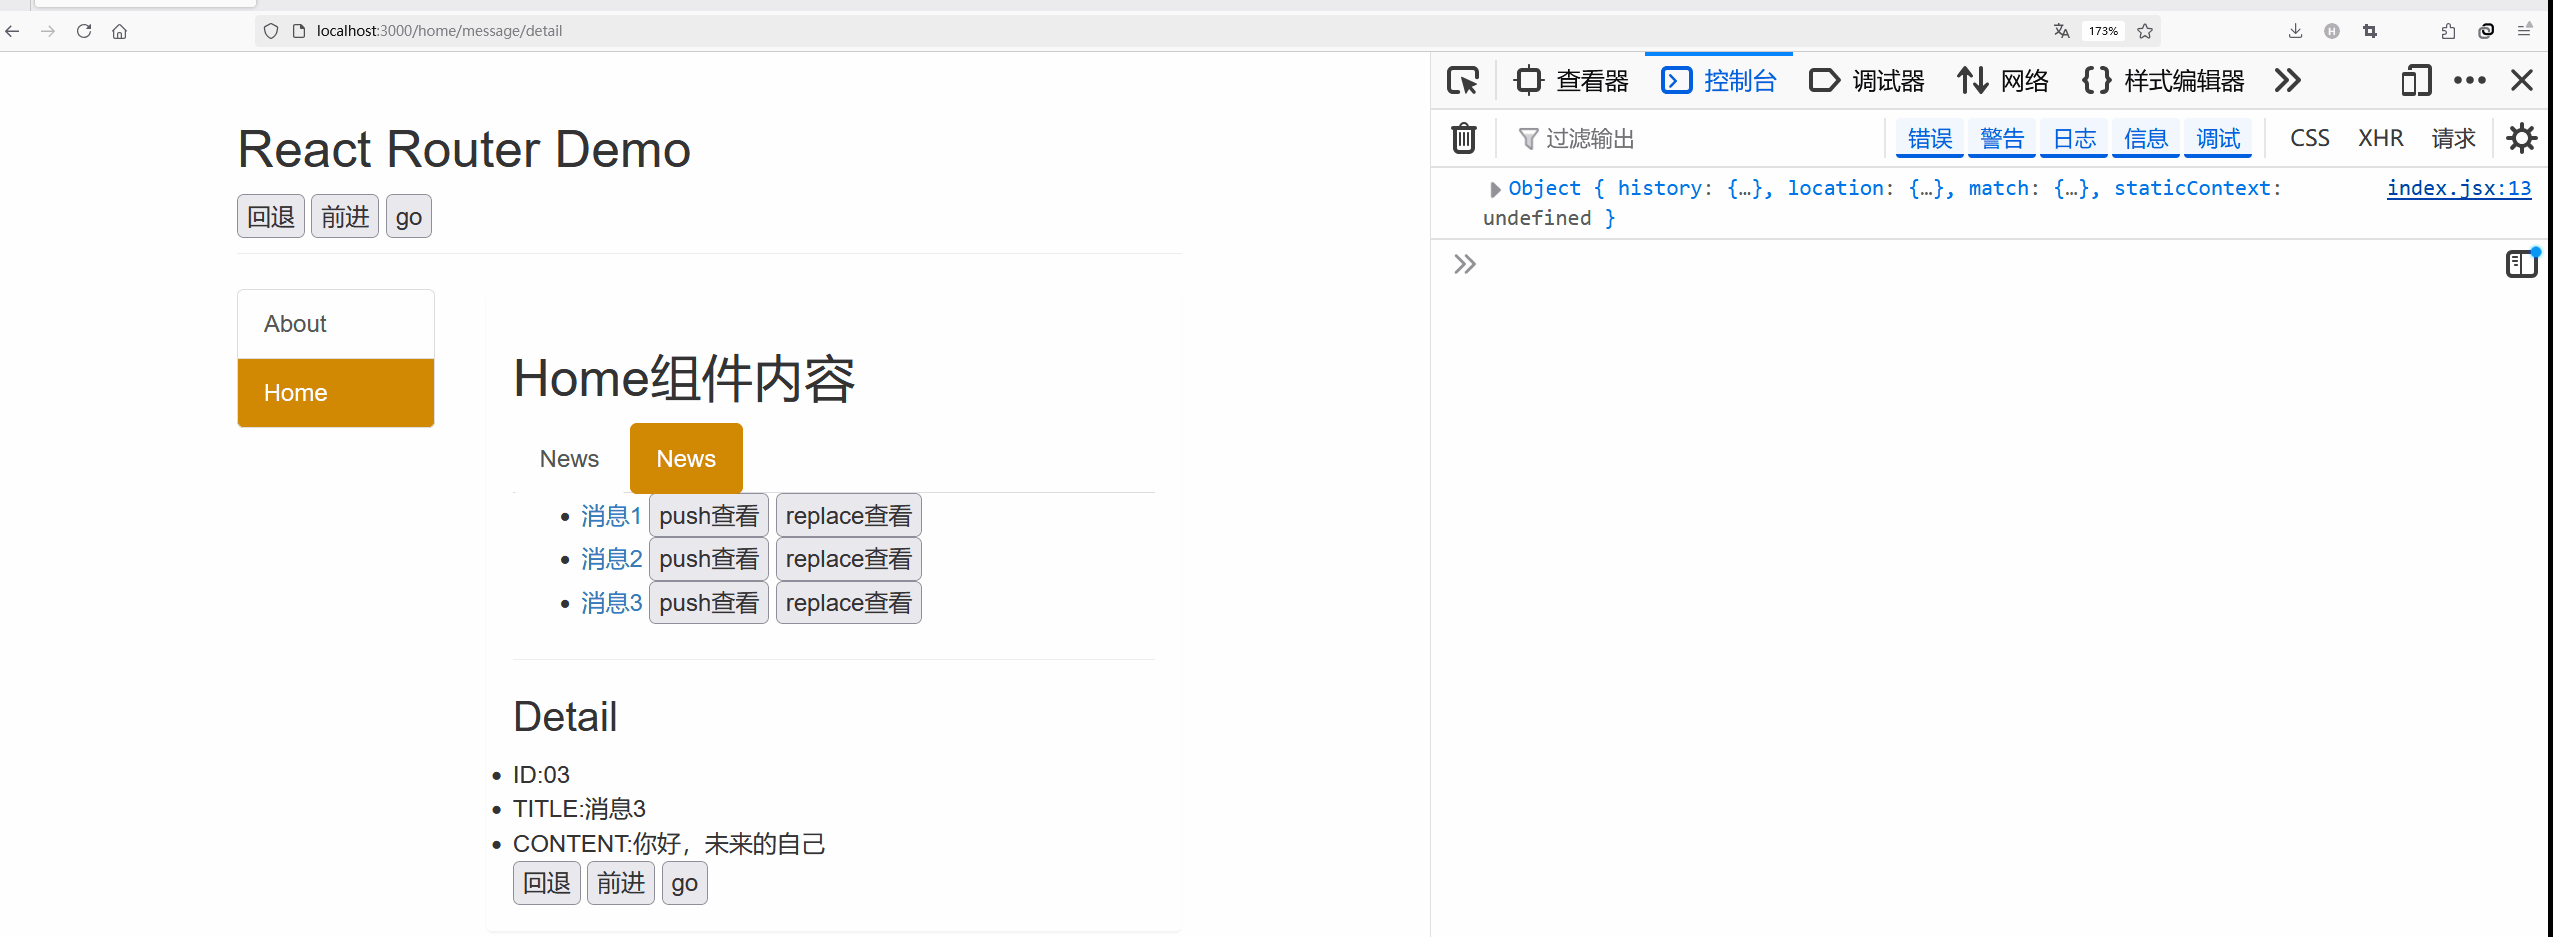 localhost:3000/home/message/detail
173%
React Router Demo
回退 前进 go
About
Home
Home组件内容
News News
消息1 push查看 replace查看
消息2 push查看 replace查看
消息3 push查看 replace查看
Detail
ID:03
TITLE:消息3
CONTENT:你好，未来的自己
回退 前进 go
查看器 控制台 调试器 网络 {} 样式编辑器
过滤输出 错误 警告 日志 信息 调试 CSS XHR 请求
Object { history: {…}, location: {…}, match: {…}, staticContext: index.jsx:13
undefined }